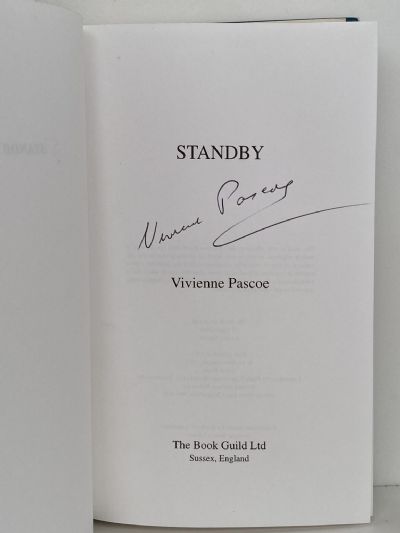 STANDBY
Vivienne Pascoe
Vivienne Pascoe
The Book Guild Ltd
Sussex, England